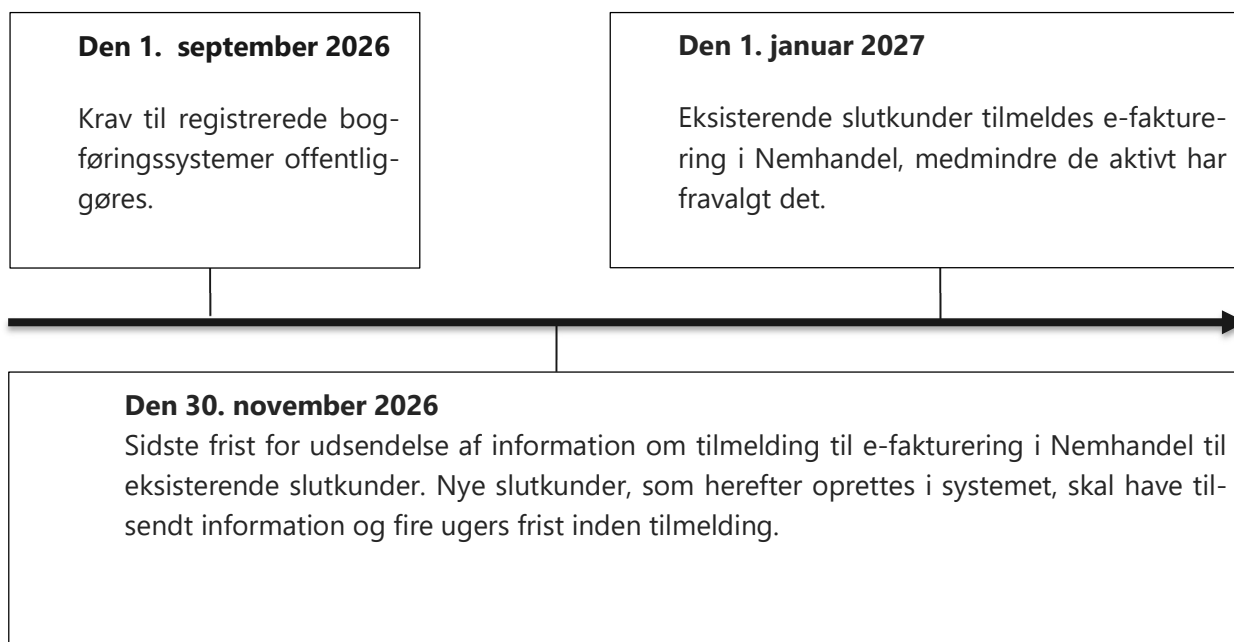 Den 1. september 2026
Krav til registrerede bog-
føringssystemer offentlig-
gøres.
Den 1. januar 2027
Eksisterende slutkunder tilmeldes e-fakture-
ring i Nemhandel, medmindre de aktivt har
fravalgt det.
Den 30. november 2026
Sidste frist for udsendelse af information om tilmelding til e-fakturering i Nemhandel til
eksisterende slutkunder. Nye slutkunder, som herefter oprettes i systemet, skal have til-
sendt information og fire ugers frist inden tilmelding.